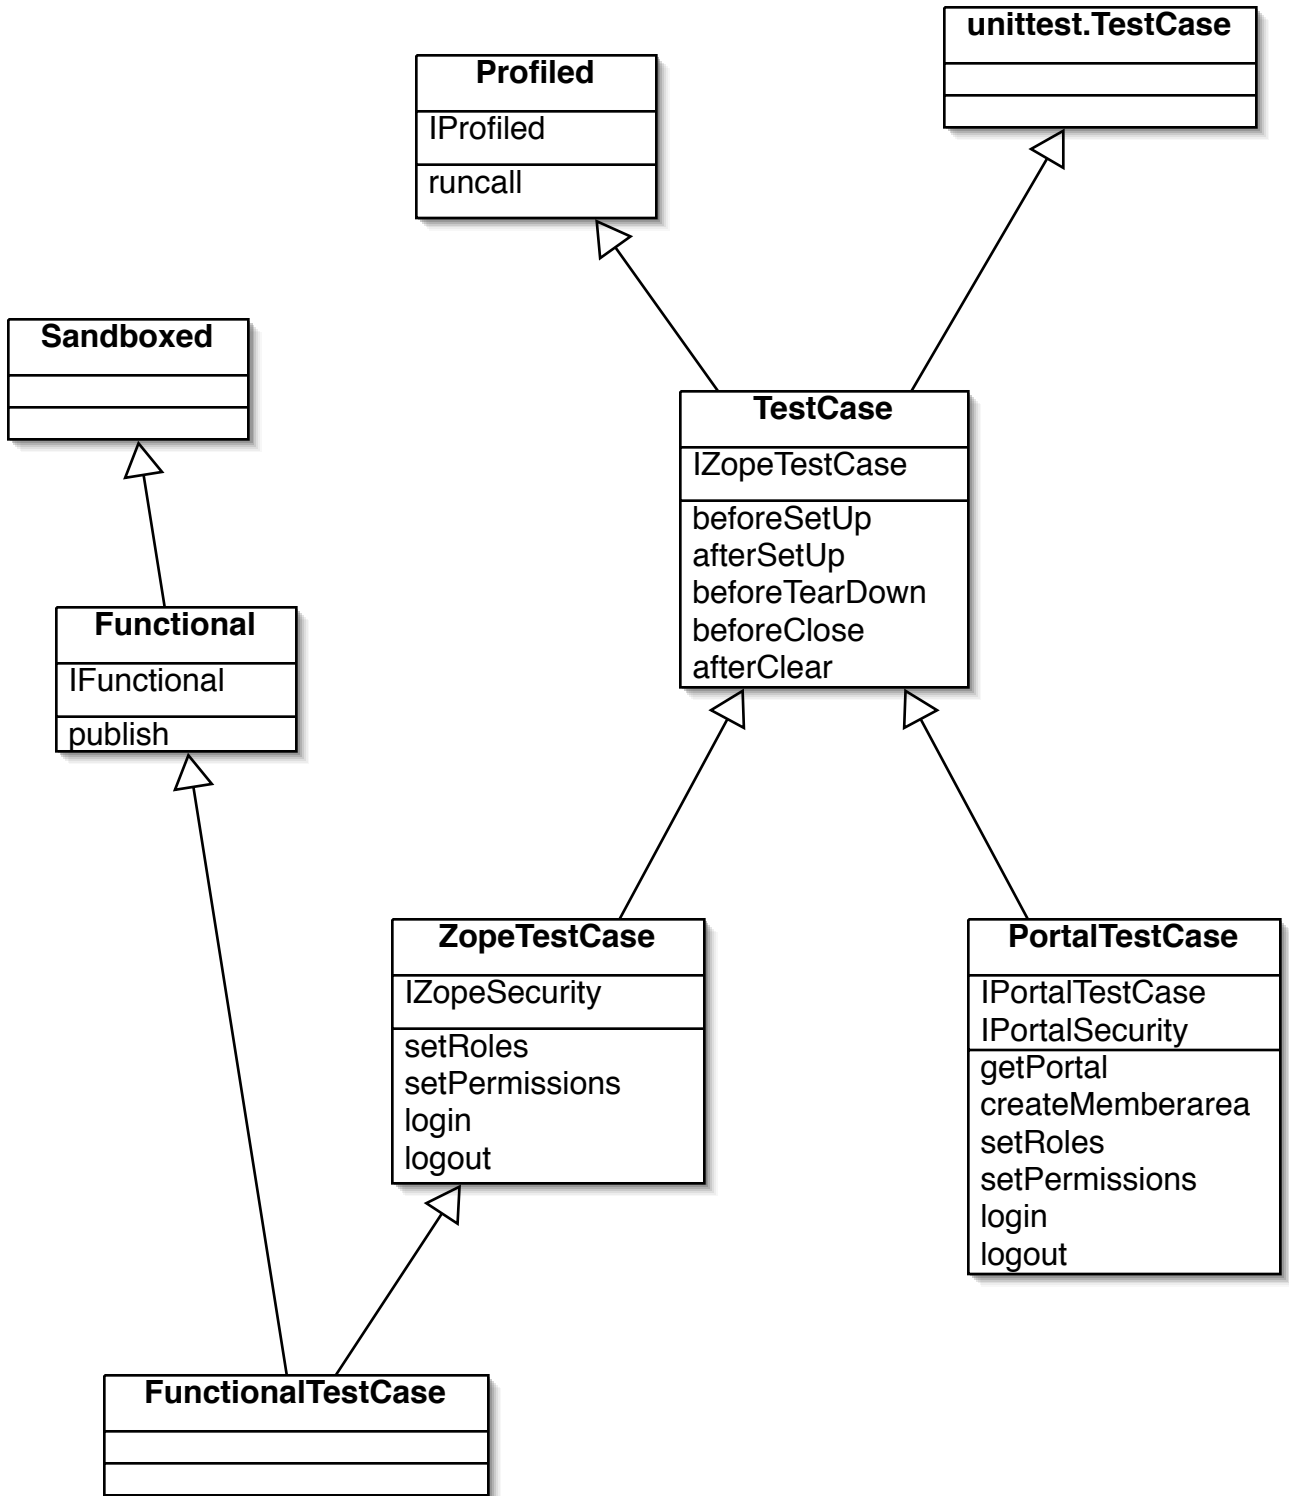 unittest.TestCase
Profiled
IProfiled
runcall
Sandboxed
TestCase
IZopeTestCase
beforeSetUp
afterSetUp
beforeTearDown
beforeClose
afterClear
Functional
IFunctional
publish
ZopeTestCase
IZopeSecurity
setRoles
setPermissions
login
logout
PortalTestCase
IPortalTestCase
IPortalSecurity
getPortal
createMemberarea
setRoles
setPermissions
login
logout
FunctionalTestCase